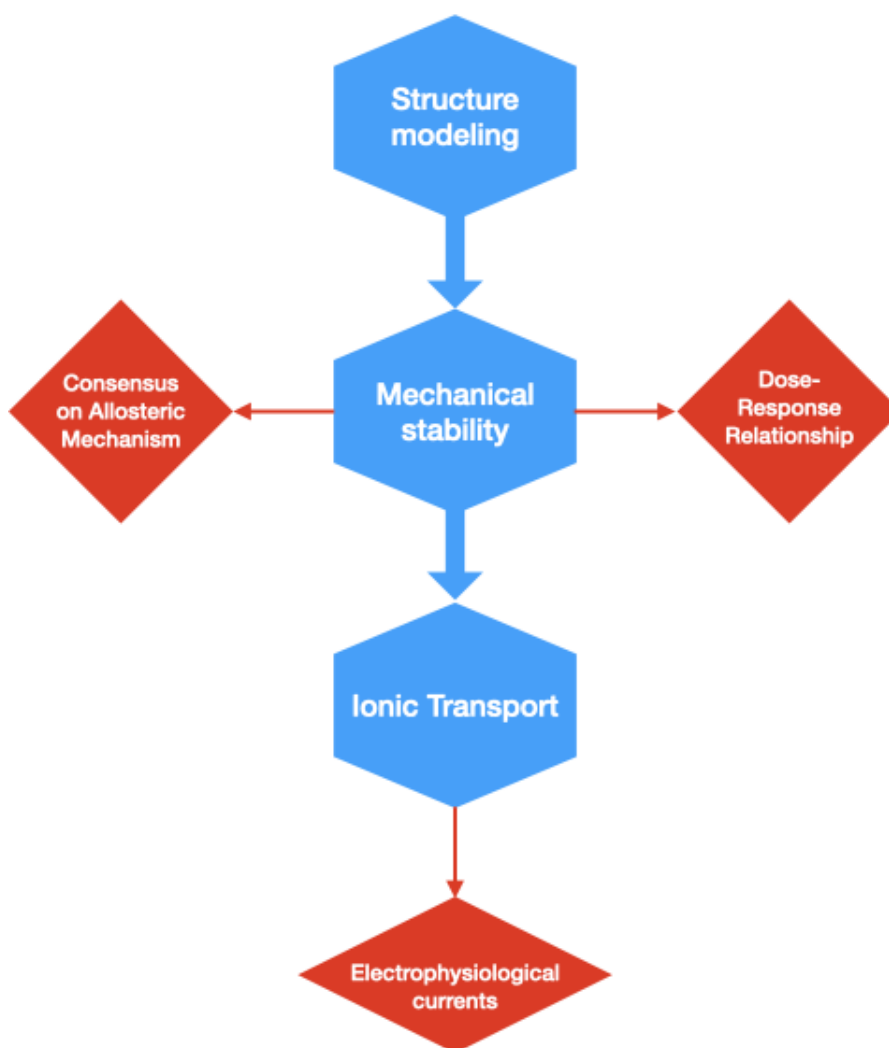 Structure
modeling
Consensus
on Allosteric
Mechanism
Mechanical
stability
Dose-
Response
Relationship
Ionic Transport
Electrophysiological
currents